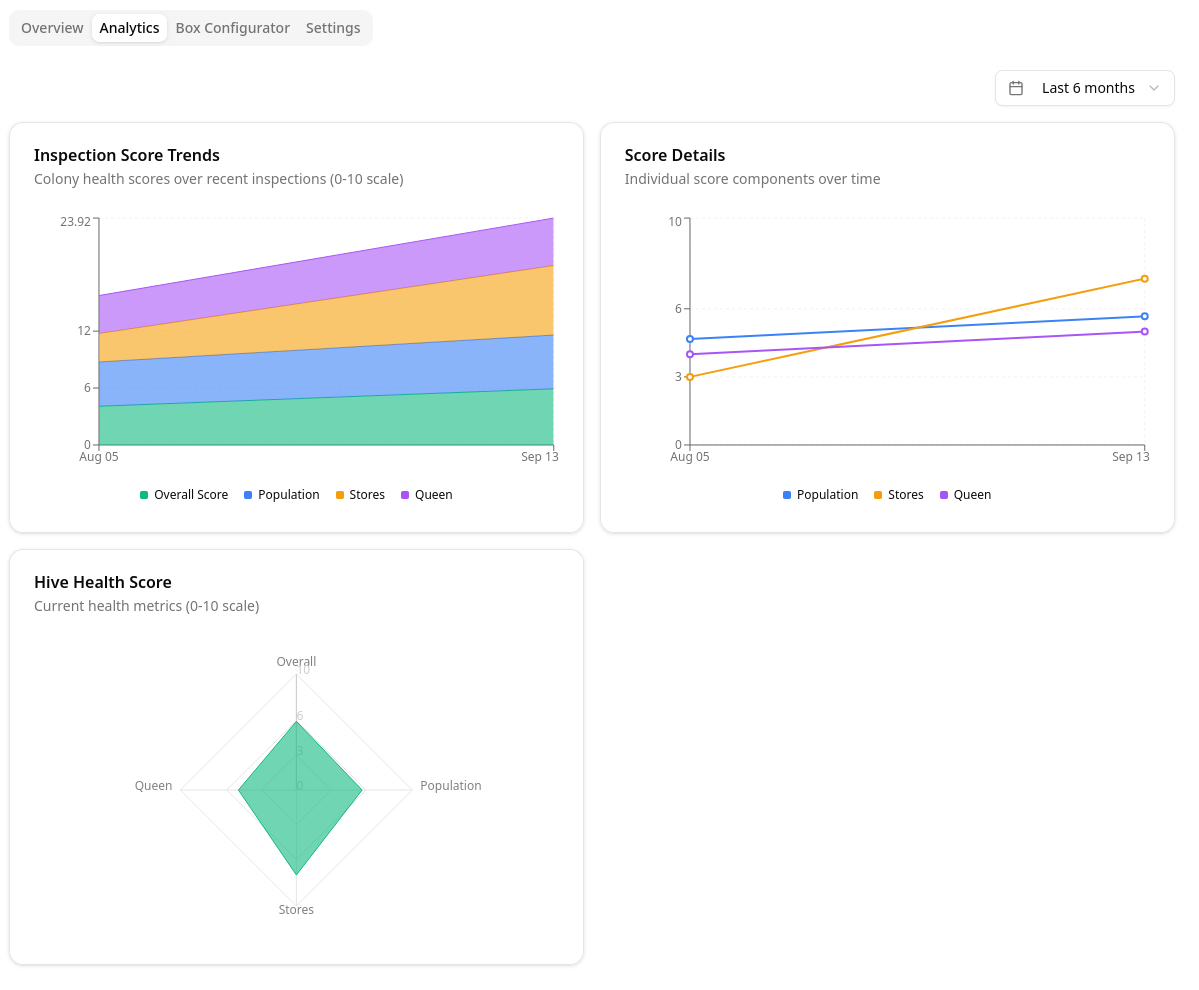 Overview Analytics Box Configurator Settings
Last 6 months
Inspection Score Trends
Colony health scores over recent inspections (0-10 scale)
23.92
12
6
0
Aug 05 Sep 13
Overall Score Population Stores Queen
Score Details
Individual score components over time
10
6
3
0
Aug 05 Sep 13
Population Stores Queen
Hive Health Score
Current health metrics (0-10 scale)
Overall
10
6
3
0
Queen Population
Stores